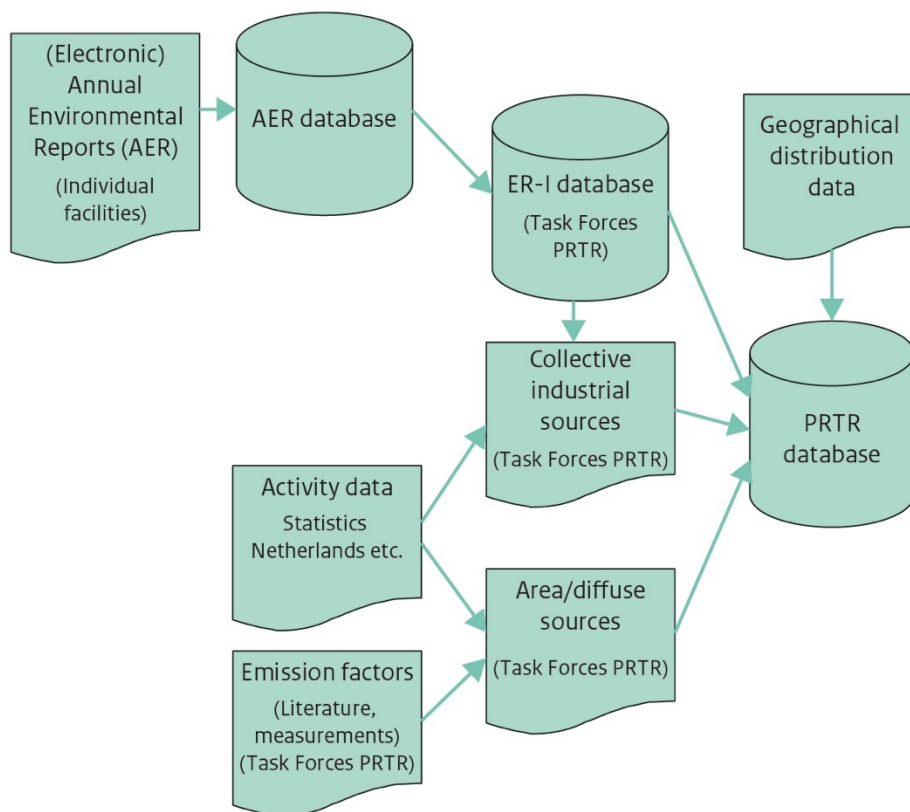 (Electronic)
Annual
Environmental
Reports (AER)
(Individual
facilities)
AER database
ER-I database
(Task Forces
PRTR)
Geographical
distribution
data
Collective
industrial
sources
(Task Forces PRTR)
PRTR
database
Activity data
Statistics
Netherlands etc.
Area/diffuse
sources
(Task Forces PRTR)
Emission factors
(Literature,
measurements)
(Task Forces PRTR)